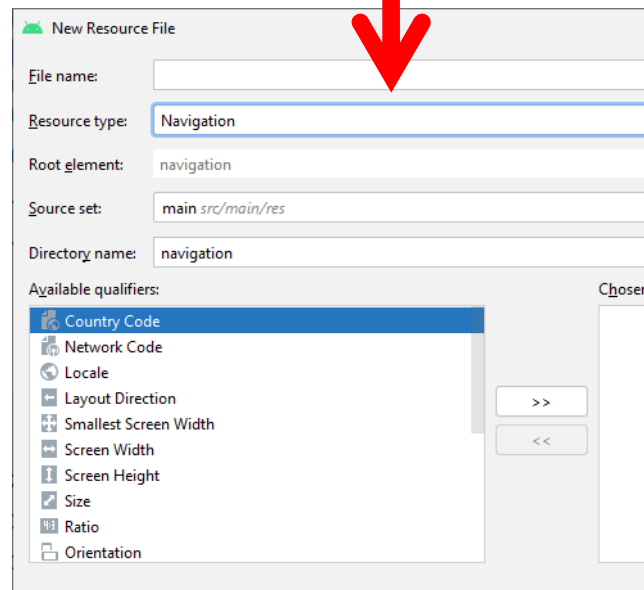 New Resource File
File name:
Resource type: Navigation
Root element: navigation
Source set: main src/main/res
Directory name: navigation
Available qualifiers: Chosen
Country Code
Network Code
Locale
Layout Direction
Smallest Screen Width
Screen Width
Screen Height
Size
Ratio
Orientation
>>
<<